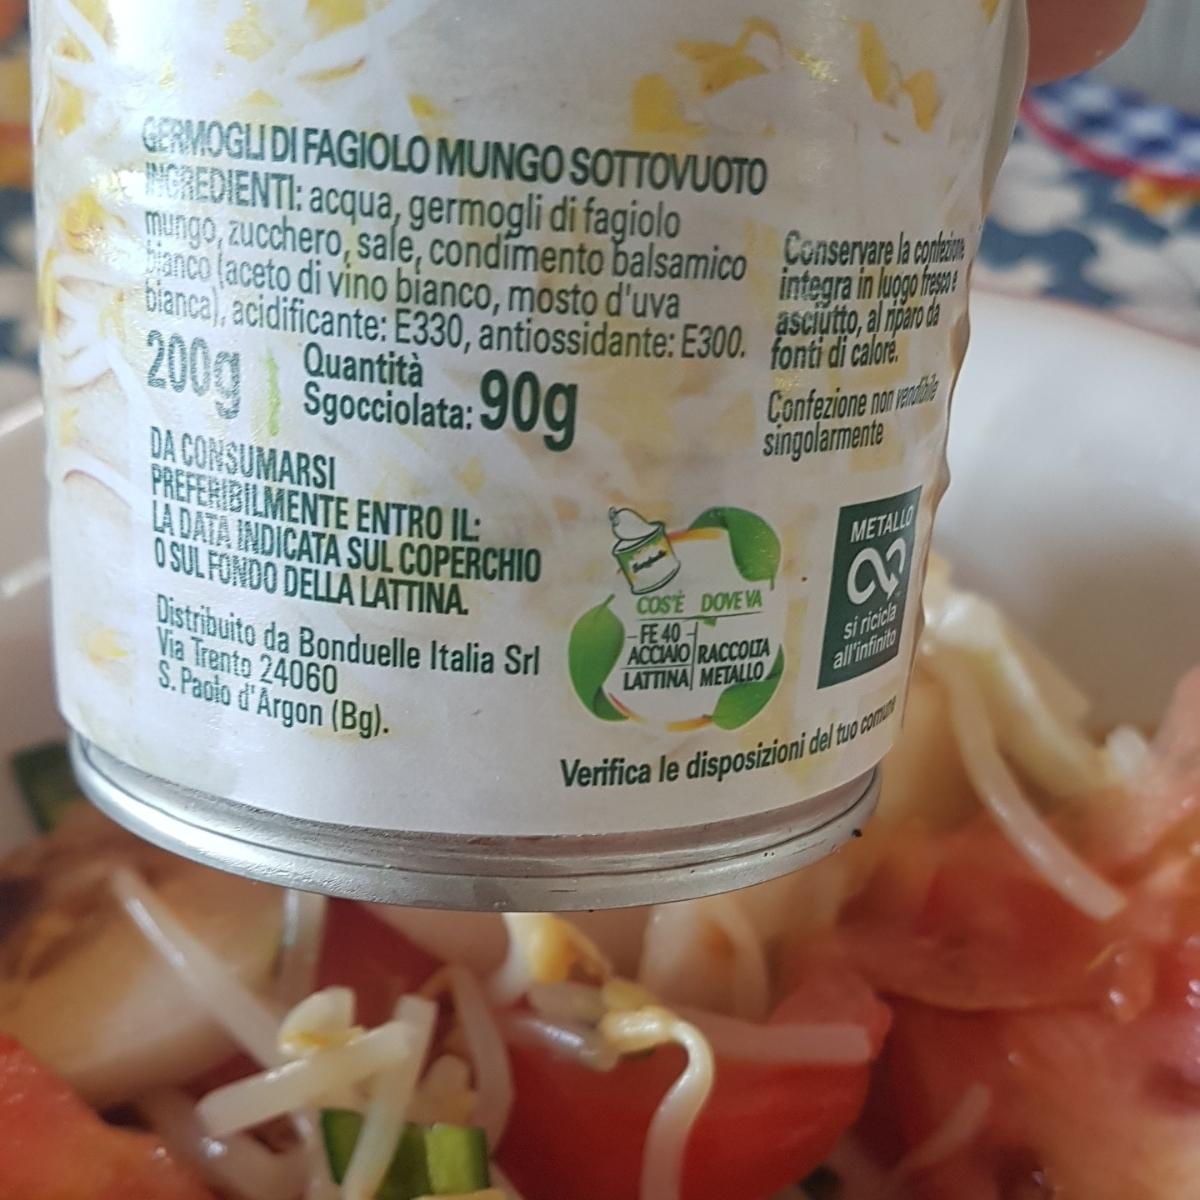 GERMOGLI DI FAGIOLO MUNGO SOTTOVUOTO
INGREDIENTI: acqua, germogli di fagiolo
mungo, zucchero, sale, condimento balsamico
bianco (aceto di vino bianco, mosto d'uva
bianca), acidificante: E330, antiossidante: E300.
200g
Quantità
Sgocciolata: 90g
DA CONSUMARSI
PREFERIBILMENTE ENTRO IL:
LA DATA INDICATA SUL COPERCHIO
O SUL FONDO DELLA LATTINA.
Distribuito da Bonduelle Italia Srl
Via Trento 24060
S. Paolo d'Argon (Bg).
Conservare la confezione
integra in luogo fresco e
asciutto, al riparo da
fonti di calore.
Confezione non vendibile
singolarmente
Bonduelle
COS'È DOVE VA
FE 40
ACCIAIO RACCOLTA
LATTINA METALLO
METALLO
si ricicla
all'infinito
Verifica le disposizioni del tuo comune